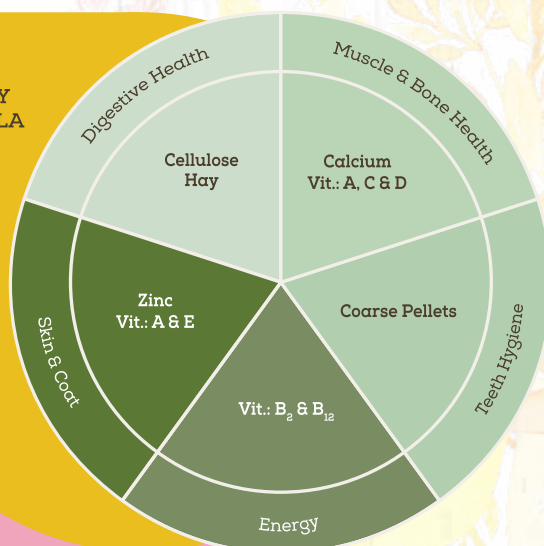 Y
LA
Digestive Health
Muscle & Bone Health
Cellulose
Hay
Calcium
Vit.: A, C & D
Zinc
Vit.: A & E
Coarse Pellets
Skin & Coat
Teeth Hygiene
Vit.: B₂ & B₁₂
Energy